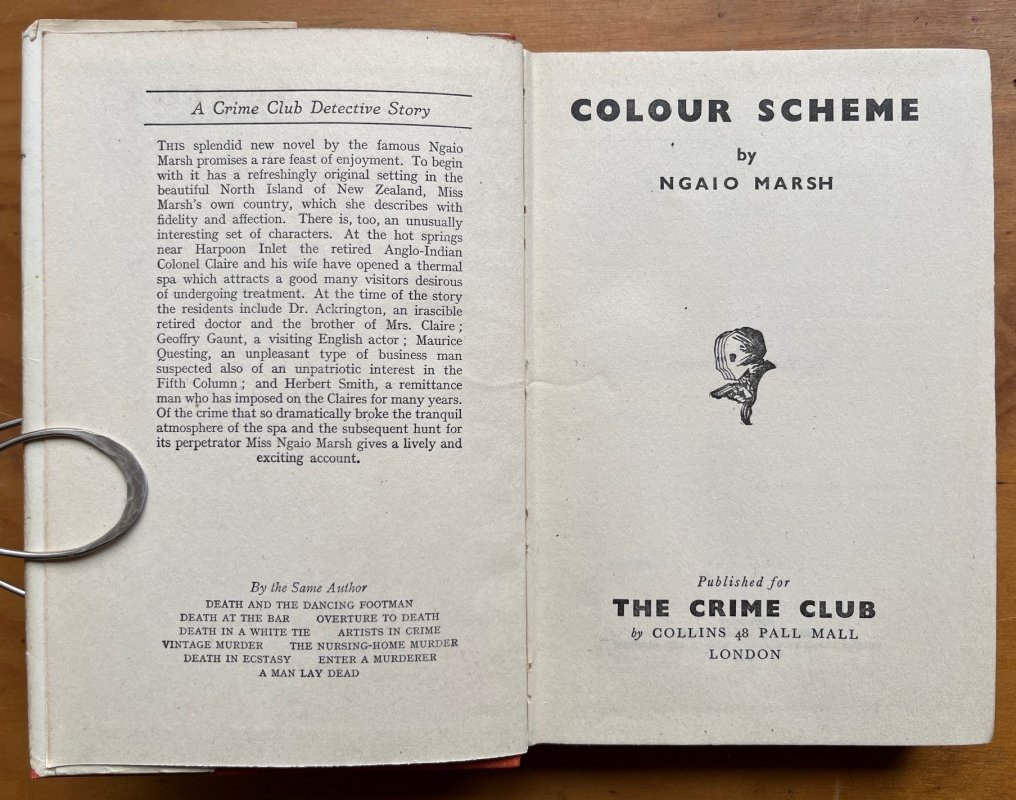 A Crime Club Detective Story
THIS splendid new novel by the famous Ngaio
Marsh promises a rare feast of enjoyment. To begin
with it has a refreshingly original setting in the
beautiful North Island of New Zealand, Miss
Marsh's own country, which she describes with
fidelity and affection. There is, too, an unusually
interesting set of characters. At the hot springs
near Harpoon Inlet the retired Anglo-Indian
Colonel Claire and his wife have opened a thermal
spa which attracts a good many visitors desirous
of undergoing treatment. At the time of the story
the residents include Dr. Ackrington, an irascible
retired doctor and the brother of Mrs. Claire ;
Geoffry Gaunt, a visiting English actor ; Maurice
Questing, an unpleasant type of business man
suspected also of an unpatriotic interest in the
Fifth Column ; and Herbert Smith, a remittance
man who has imposed on the Claires for many years.
Of the crime that so dramatically broke the tranquil
atmosphere of the spa and the subsequent hunt for
its perpetrator Miss Ngaio Marsh gives a lively and
exciting account.
By the Same Author
DEATH AND THE DANCING FOOTMAN
DEATH AT THE BAR OVERTURE TO DEATH
DEATH IN A WHITE TIE ARTISTS IN CRIME
VINTAGE MURDER THE NURSING-HOME MURDER
DEATH IN ECSTASY ENTER A MURDERER
A MAN LAY DEAD
COLOUR SCHEME
by
NGAIO MARSH
Published for
THE CRIME CLUB
by COLLINS 48 PALL MALL
LONDON